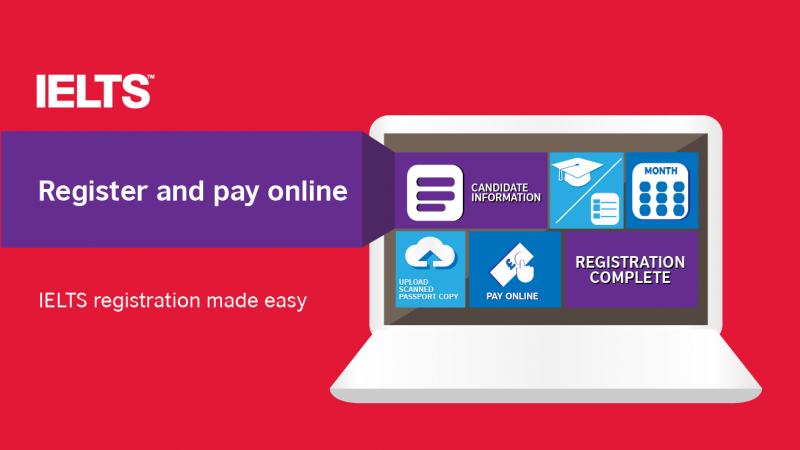 IELTS™
Register and pay online
IELTS registration made easy
CANDIDATE
INFORMATION
MONTH
UPLOAD
SCANNED
PASSPORT COPY
PAY ONLINE
REGISTRATION
COMPLETE